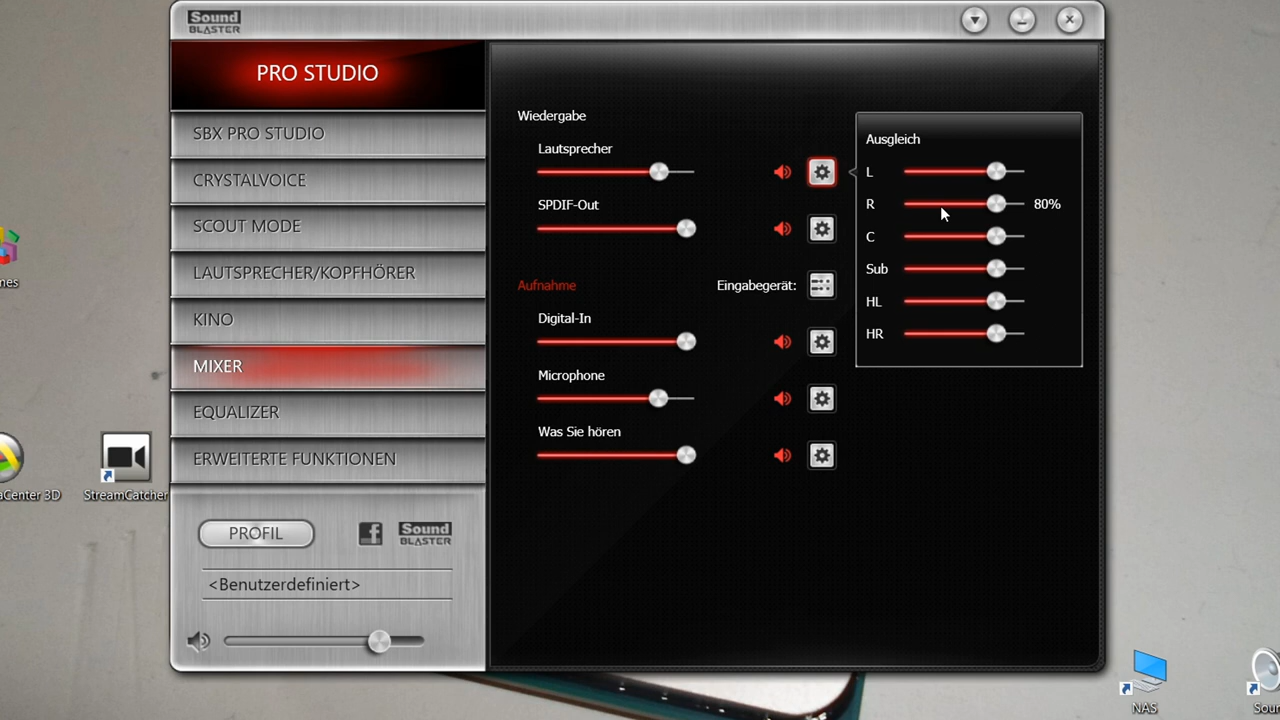 Sound
BLASTER
PRO STUDIO
SBX PRO STUDIO
CRYSTALVOICE
SCOUT MODE
LAUTSPRECHER/KOPFHÖRER
KINO
MIXER
EQUALIZER
ERWEITERTE FUNKTIONEN
PROFIL
f
Sound
BLASTER
<Benutzerdefiniert>
Wiedergabe
Lautsprecher
SPDIF-Out
Aufnahme
Eingabegerät:
Digital-In
Microphone
Was Sie hören
Ausgleich
L
R 80%
C
Sub
HL
HR
aCenter 3D
StreamCatcher
NAS